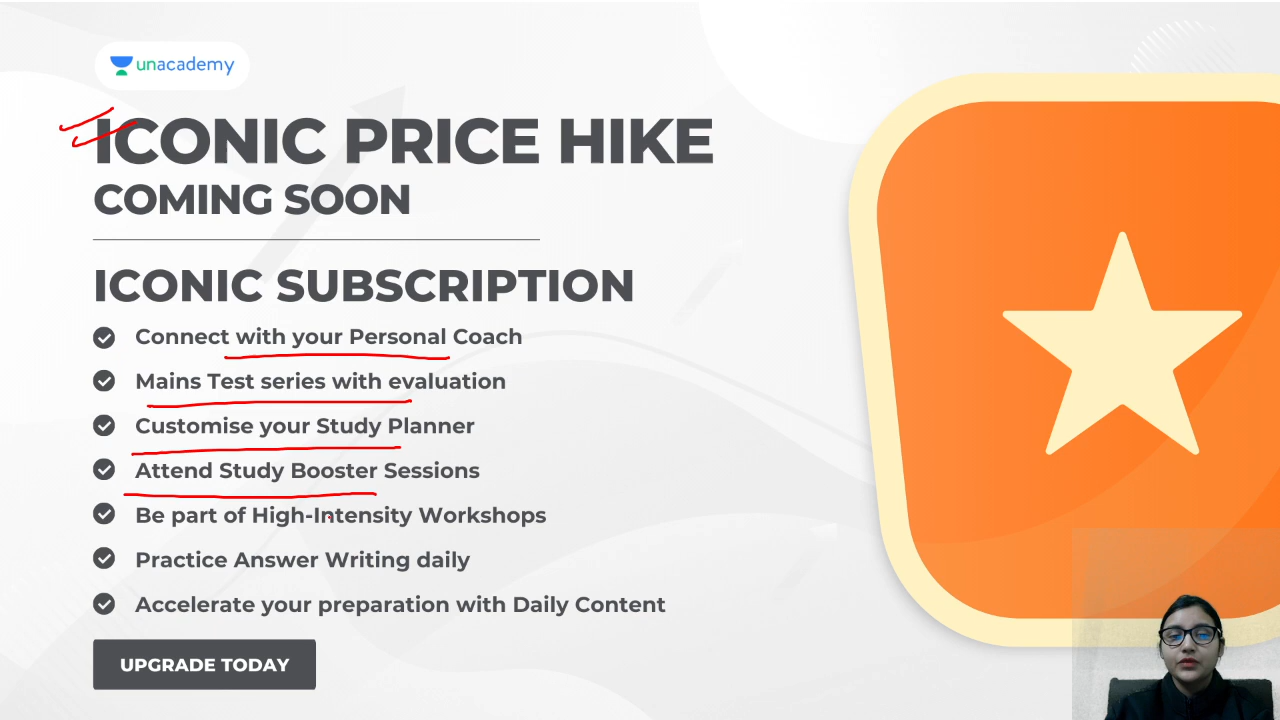 unacademy
ICONIC PRICE HIKE
COMING SOON
ICONIC SUBSCRIPTION
Connect with your Personal Coach
Mains Test series with evaluation
Customise your Study Planner
Attend Study Booster Sessions
Be part of High-Intensity Workshops
Practice Answer Writing daily
Accelerate your preparation with Daily Content
UPGRADE TODAY